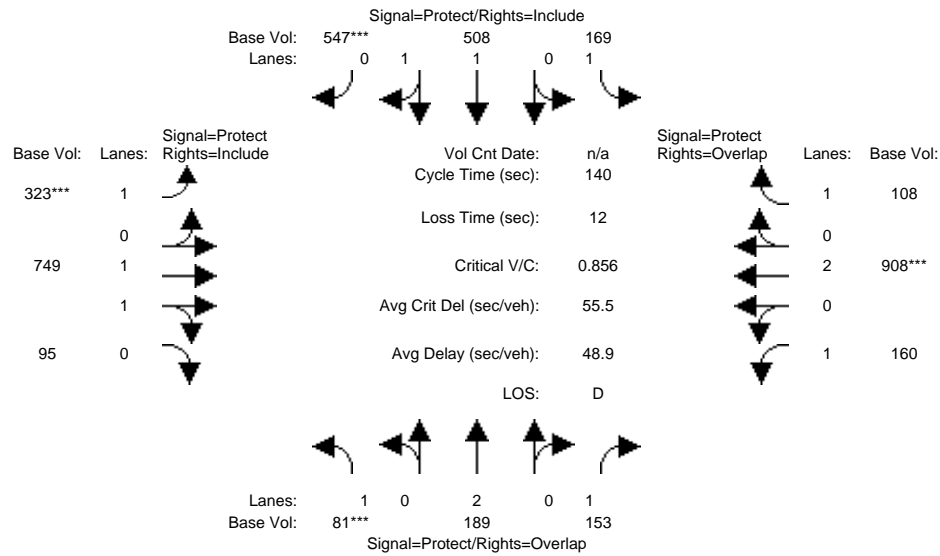 Signal=Protect/Rights=Include
Base Vol: 547*** 508 169
Lanes: 0 1 1 0 1
Signal=Protect
Base Vol: Lanes: Rights=Include
Vol Cnt Date: n/a
Signal=Protect
Rights=Overlap Lanes: Base Vol:
Cycle Time (sec): 140
323*** 1
1 108
Loss Time (sec): 12
0
0
749 1
Critical V/C: 0.856
2 908***
1
Avg Crit Del (sec/veh): 55.5
0
95 0
Avg Delay (sec/veh): 48.9
1 160
LOS: D
Lanes: 1 0 2 0 1
Base Vol: 81*** 189 153
Signal=Protect/Rights=Overlap